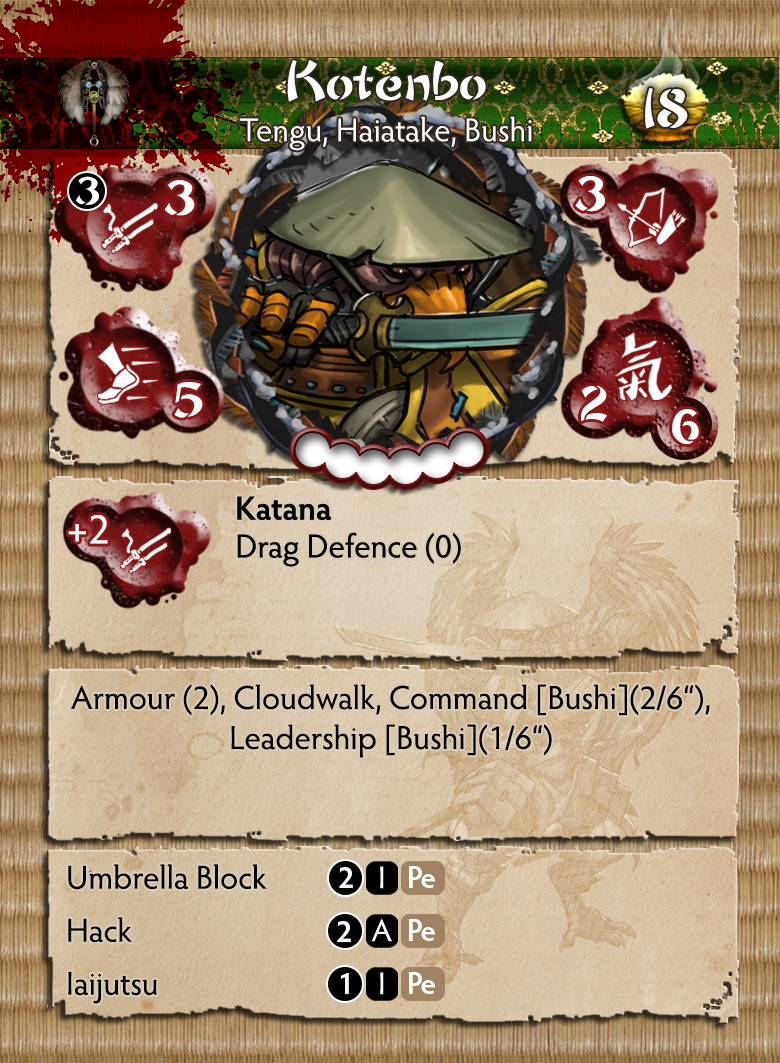 Kotenbo
18
Tengu, Haiatake, Bushi
3 3
3
5
氣
2 6
+2
Katana
Drag Defence (0)
Armour (2), Cloudwalk, Command [Bushi](2/6“),
Leadership [Bushi](1/6“)
Umbrella Block 2 I Pe
Hack 2 A Pe
Iaijutsu 1 I Pe